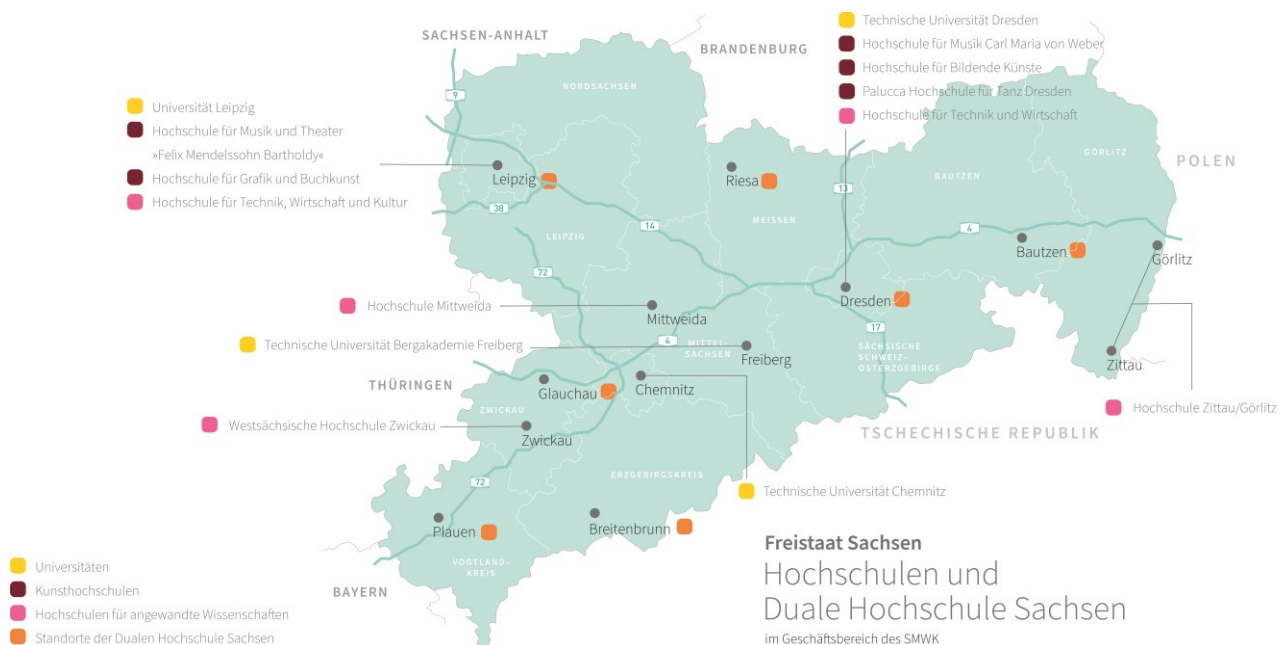 SACHSEN-ANHALT
BRANDENBURG
Technische Universität Dresden
Hochschule für Musik Carl Maria von Weber
Hochschule für Bildende Künste
Palucca Hochschule für Tanz Dresden
Hochschule für Technik und Wirtschaft
Universität Leipzig
Hochschule für Musik und Theater
»Felix Mendelssohn Bartholdy«
Hochschule für Grafik und Buchkunst
Hochschule für Technik, Wirtschaft und Kultur
9
NORDSACHSEN
Leipzig
38
LEIPZIG
72
14
Riesa
MEISSEN
13
BAUTZEN
GÖRLITZ
POLEN
4
Bautzen
Görlitz
Dresden
17
SÄCHSISCHE
SCHWEIZ-
OSTERZGEBIRGE
Zittau
Hochschule Zittau/Görlitz
Hochschule Mittweida
Mittweida
Technische Universität Bergakademie Freiberg
4
MITTEL-
SACHSEN
Freiberg
THÜRINGEN
Glauchau
Chemnitz
ZWICKAU
Westsächsische Hochschule Zwickau
Zwickau
TSCHECHISCHE REPUBLIK
ERZGEBIRGSKREIS
72
Technische Universität Chemnitz
Plauen
Breitenbrunn
VOGTLAND-
KREIS
BAYERN
Universitäten
Kunsthochschulen
Hochschulen für angewandte Wissenschaften
Standorte der Dualen Hochschule Sachsen
Freistaat Sachsen
Hochschulen und
Duale Hochschule Sachsen
im Geschäftsbereich des SMWK